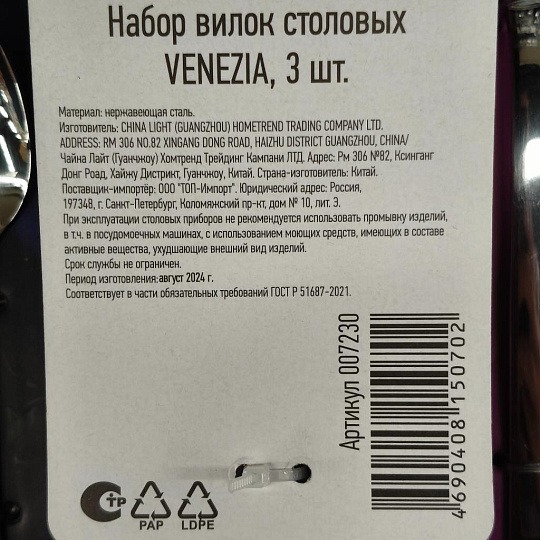 Набор вилок столовых
VENEZIA, 3 шт.
Материал: нержавеющая сталь.
Изготовитель: CHINA LIGHT (GUANGZHOU) HOMETREND TRADING COMPANY LTD.
ADDRESS: RM 306 NO.82 XINGANG DONG ROAD, HAIZHU DISTRICT GUANGZHOU, CHINA/
Чайна Лайт (Гуанчжоу) Хомтренд Трейдинг Кампани ЛТД. Адрес: Рм 306 №82, Ксинганг
Донг Роад, Хайжу Дистрикт, Гуанчжоу, Китай. Страна-изготовитель: Китай.
Поставщик-импортёр: ООО "ТОП-Импорт". Юридический адрес: Россия,
197348, г. Санкт-Петербург, Коломяжский пр-кт, дом № 10, лит. З.
При эксплуатации столовых приборов не рекомендуется использовать промывку изделий,
в т.ч. в посудомоечных машинах, с использованием моющих средств, имеющих в составе
активные вещества, ухудшающие внешний вид изделий.
Срок службы не ограничен.
Период изготовления: август 2024 г.
Соответствует в части обязательных требований ГОСТ Р 51687-2021.
Артикул 007230
4 690408 150702
СТР
PAP
LDPE